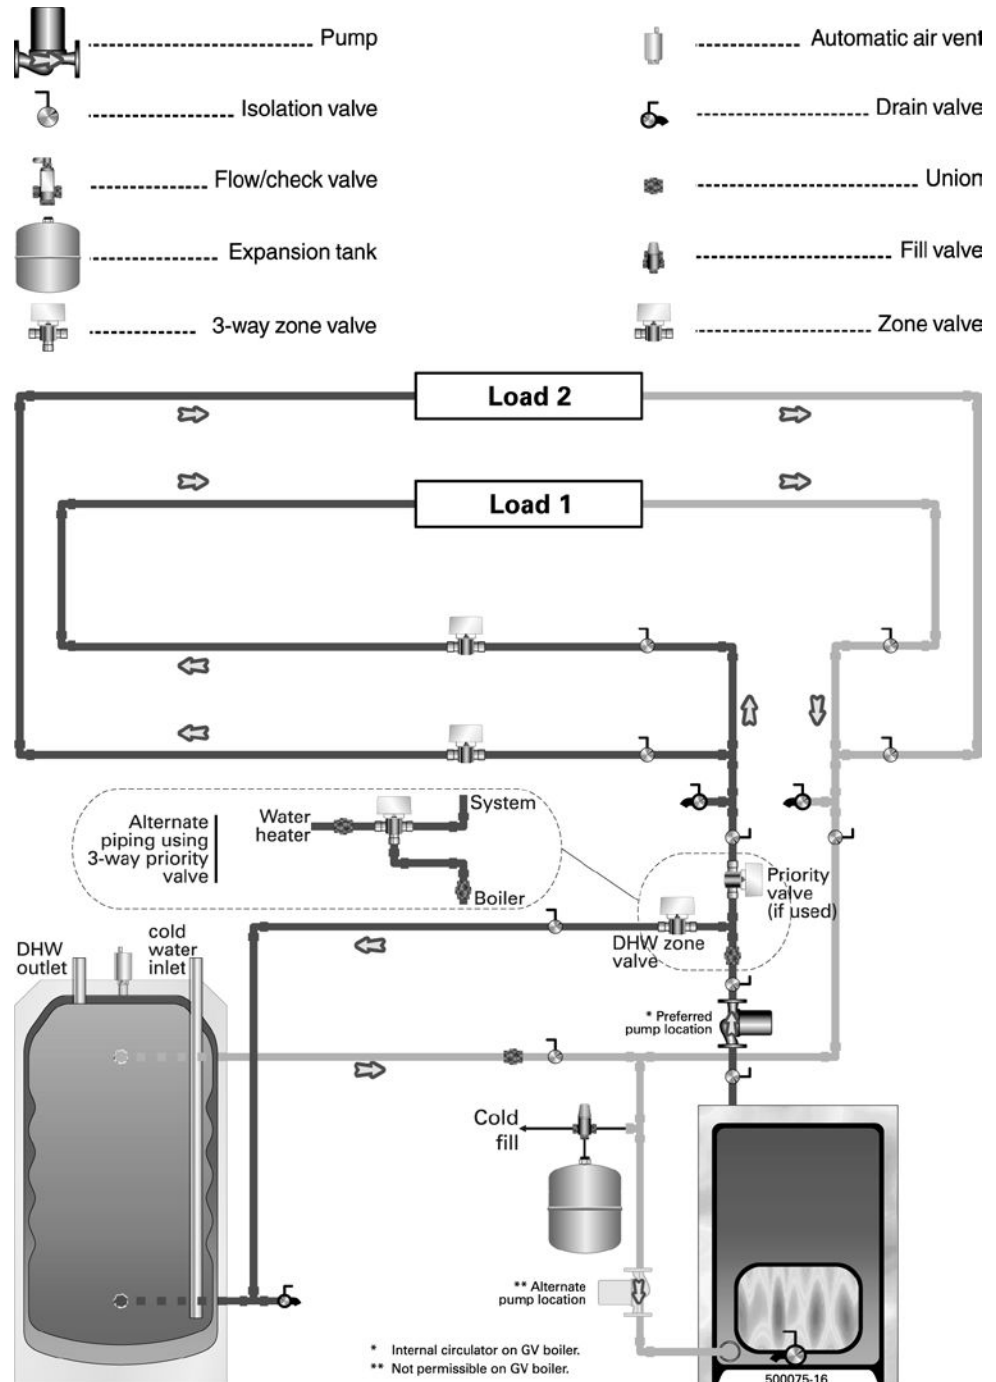 Pump
Automatic air vent
Isolation valve
Drain valve
Flow/check valve
Union
Expansion tank
Fill valve
3-way zone valve
Zone valve
Load 2
Load 1
Alternate
piping using
3-way priority
valve
Water
heater
System
Boiler
Priority
valve
(if used)
DHW zone
valve
DHW
outlet
cold
water
inlet
* Preferred
pump location
Cold
fill
** Alternate
pump location
* Internal circulator on GV boiler.
** Not permissible on GV boiler.
500075-16